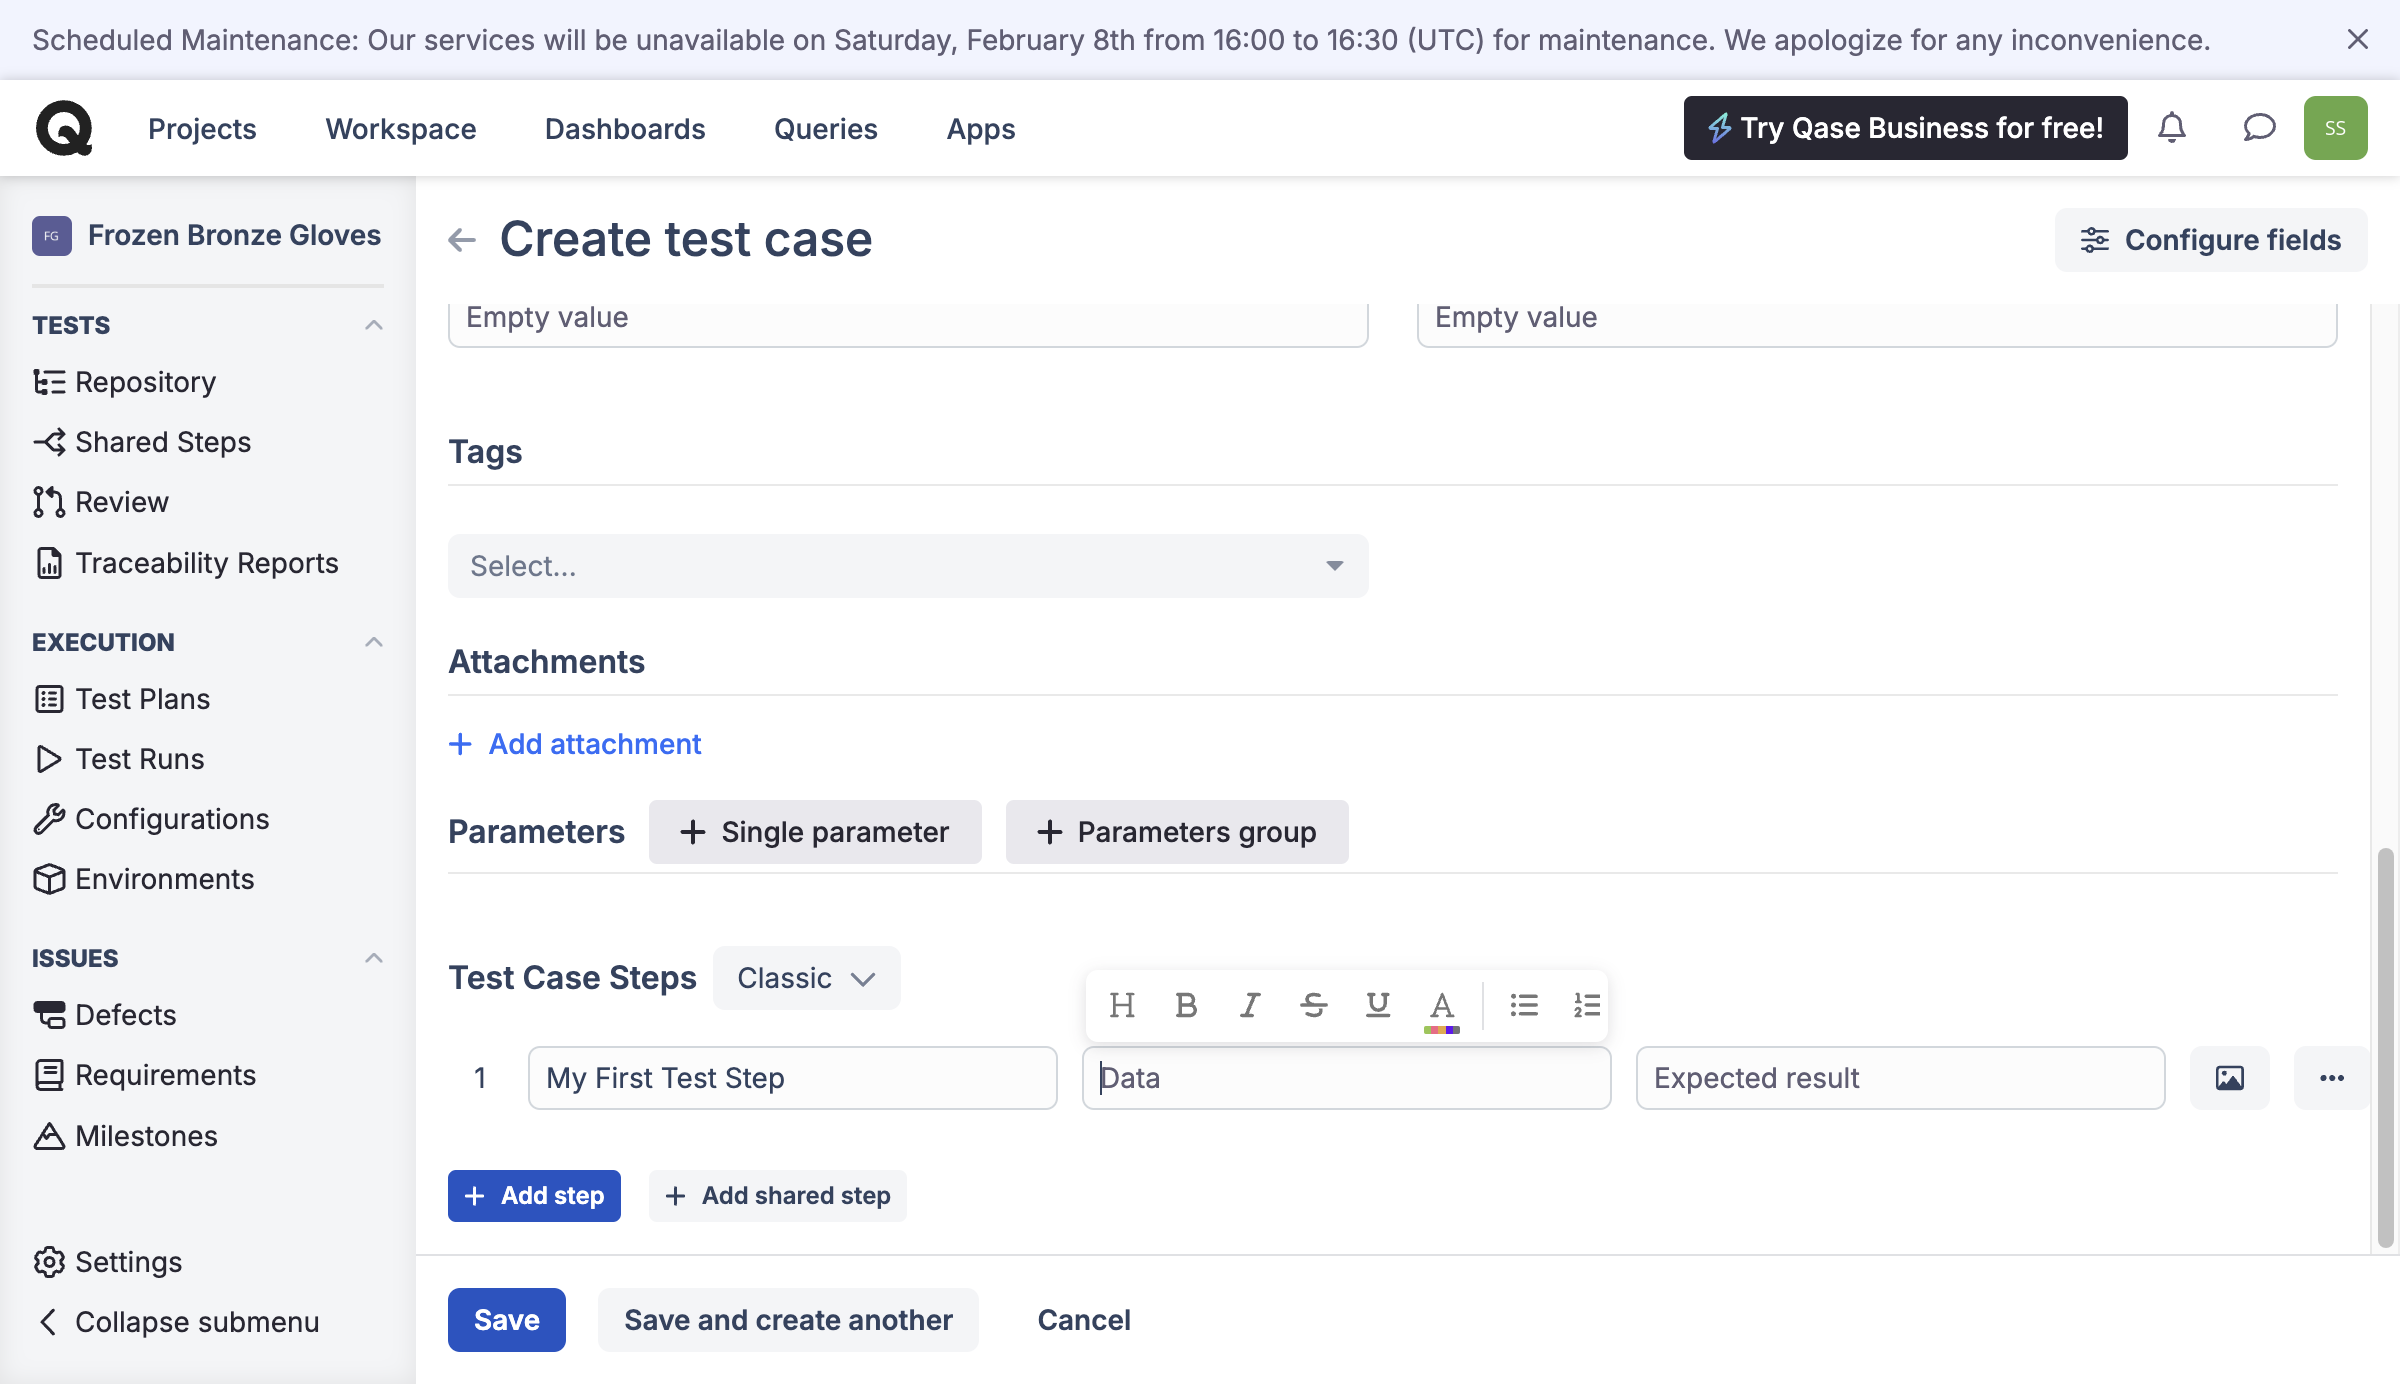 Scheduled Maintenance: Our services will be unavailable on Saturday, February 8th from 16:00 to 16:30 (UTC) for maintenance. We apologize for any inconvenience.
Projects
Workspace
Dashboards
Queries
Apps
Try Qase Business for free!
SS
FG
Frozen Bronze Gloves
TESTS
Repository
Shared Steps
Review
Traceability Reports
EXECUTION
Test Plans
Test Runs
Configurations
Environments
ISSUES
Defects
Requirements
Milestones
Settings
Collapse submenu
Create test case
Configure fields
Empty value
Empty value
Tags
Select...
Attachments
+ Add attachment
Parameters
+ Single parameter
+ Parameters group
Test Case Steps
Classic
H B I S U A
1
My First Test Step
Data
Expected result
+ Add step
+ Add shared step
Save
Save and create another
Cancel